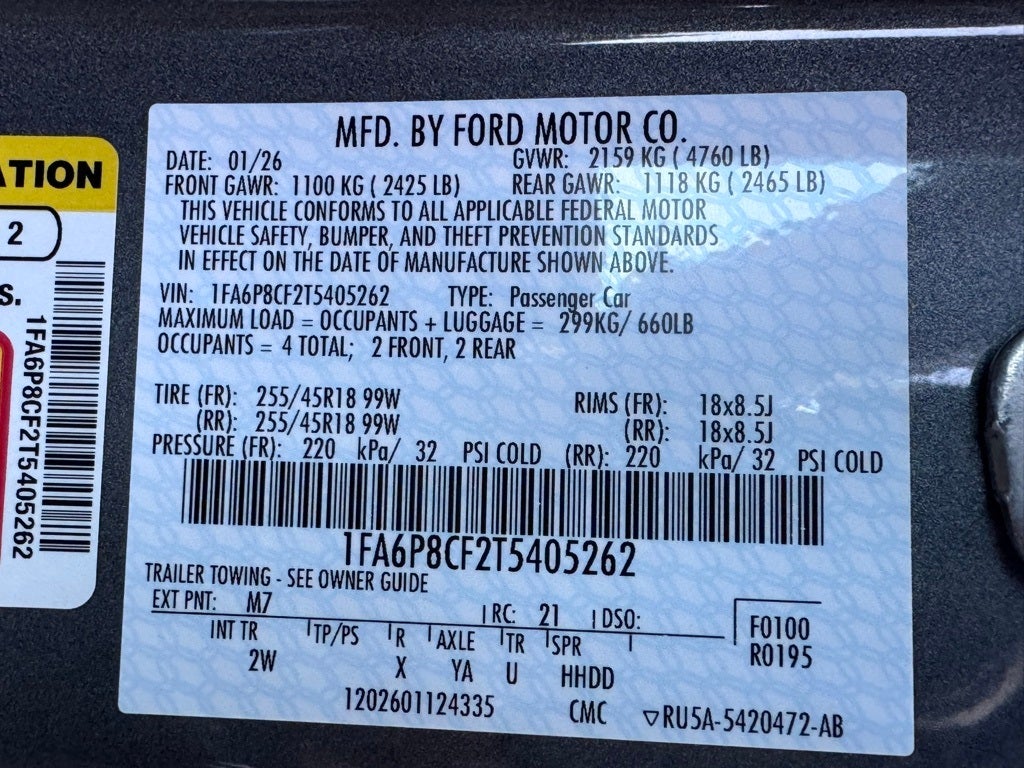 ATION
2
S.
1FA6P8CF2T5405262
MFD. BY FORD MOTOR CO.
DATE: 01/26 GVWR: 2159 KG ( 4760 LB)
FRONT GAWR: 1100 KG ( 2425 LB) REAR GAWR: 1118 KG ( 2465 LB)
THIS VEHICLE CONFORMS TO ALL APPLICABLE FEDERAL MOTOR
VEHICLE SAFETY, BUMPER, AND THEFT PREVENTION STANDARDS
IN EFFECT ON THE DATE OF MANUFACTURE SHOWN ABOVE.
VIN: 1FA6P8CF2T5405262 TYPE: Passenger Car
MAXIMUM LOAD = OCCUPANTS + LUGGAGE = 299KG/ 660LB
OCCUPANTS = 4 TOTAL; 2 FRONT, 2 REAR
TIRE (FR): 255/45R18 99W RIMS (FR): 18x8.5J
(RR): 255/45R18 99W (RR): 18x8.5J
PRESSURE (FR): 220 kPa/ 32 PSI COLD (RR): 220 kPa/ 32 PSI COLD
1FA6P8CF2T5405262
TRAILER TOWING - SEE OWNER GUIDE
EXT PNT: M7 RC: 21 DSO: F0100
INT TR TP/PS R AXLE TR SPR R0195
2W X YA U HHDD
1202601124335 CMC ▽RU5A-5420472-AB